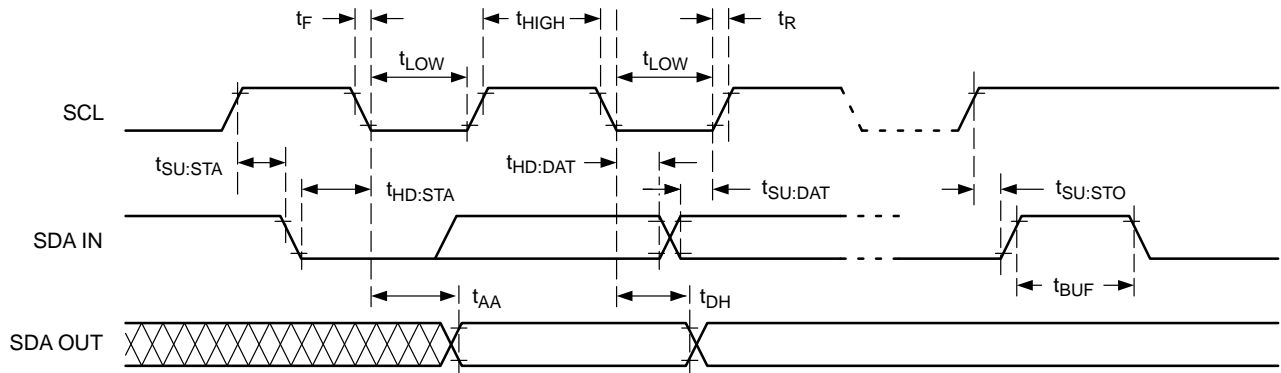 tF
tHIGH
tR
tLOW
tLOW
SCL
tSU:STA
tHD:STA
tHD:DAT
tSU:DAT
tSU:STO
SDA IN
tBUF
tAA
tDH
SDA OUT